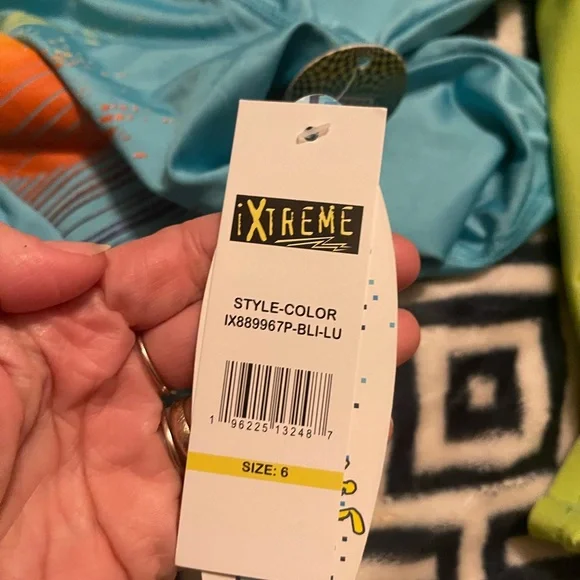 iXTREME
STYLE-COLOR
IX889967P-BLI-LU
1 96225 13248 7
SIZE: 6